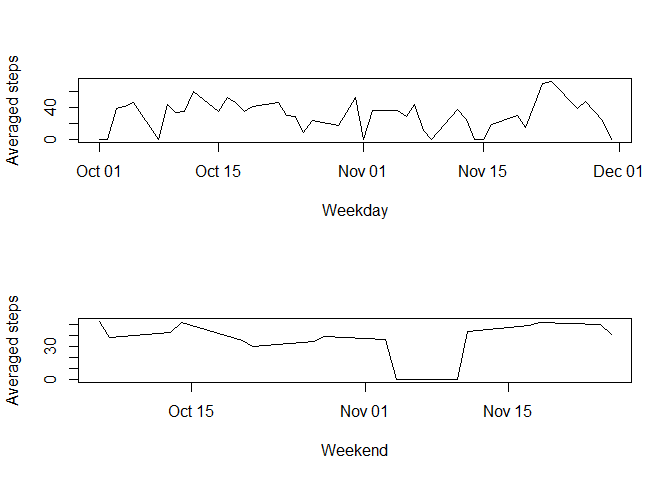 Averaged steps
40
0
Oct 01 Oct 15 Nov 01 Nov 15 Dec 01
Weekday
Averaged steps
30
0
Oct 15 Nov 01 Nov 15
Weekend